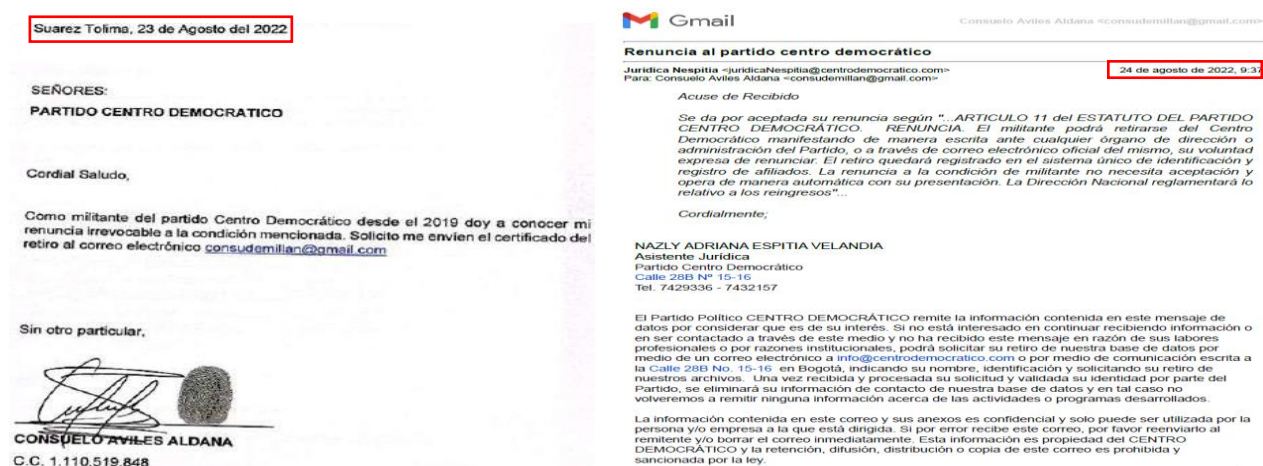 Suarez Tolima, 23 de Agosto del 2022
SEÑORES:
PARTIDO CENTRO DEMOCRATICO
Cordial Saludo,
Como militante del partido Centro Democrático desde el 2019 doy a conocer mi
renuncia irrevocable a la condición mencionada. Solicito me envíen el certificado del
retiro al correo electrónico consudemillan@gmail.com
Sin otro particular,
CONSUELO AVILES ALDANA
C.C. 1.110.519.848
Gmail
Consuelo Aviles Aldana <consudemillan@gmail.com>
Renuncia al partido centro democrático
Juridica Nespitia <juridicaNespitia@centrodemocratico.com>
24 de agosto de 2022, 9:37
Para: Consuelo Aviles Aldana <consudemillan@gmail.com>
Acuse de Recibido
Se da por aceptada su renuncia según "...ARTICULO 11 del ESTATUTO DEL PARTIDO
CENTRO DEMOCRÁTICO. RENUNCIA. El militante podrá retirarse del Centro
Democrático manifestando de manera escrita ante cualquier órgano de dirección o
administración del Partido, o a través de correo electrónico oficial del mismo, su voluntad
expresa de renunciar. El retiro quedará registrado en el sistema único de identificación y
registro de afiliados. La renuncia a la condición de militante no necesita aceptación y
opera de manera automática con su presentación. La Dirección Nacional reglamentará lo
relativo a los reingresos"...
Cordialmente;
NAZLY ADRIANA ESPITIA VELANDIA
Asistente Jurídica
Partido Centro Democrático
Calle 28B Nº 15-16
Tel. 7429336 - 7432157
El Partido Político CENTRO DEMOCRÁTICO remite la información contenida en este mensaje de
datos por considerar que es de su interés. Si no está interesado en continuar recibiendo información o
en ser contactado a través de este medio y no ha recibido este mensaje en razón de sus labores
profesionales o por razones institucionales, podrá solicitar su retiro de nuestra base de datos por
medio de un correo electrónico a info@centrodemocratico.com o por medio de comunicación escrita a
la Calle 28B No. 15-16 en Bogotá, indicando su nombre, identificación y solicitando su retiro de
nuestros archivos. Una vez recibida y procesada su solicitud y validada su identidad por parte del
Partido, se eliminará su información de contacto de nuestra base de datos y en tal caso no
volveremos a remitir ninguna información acerca de las actividades o programas desarrollados.
La información contenida en este correo y sus anexos es confidencial y solo puede ser utilizada por la
persona y/o empresa a la que está dirigida. Si por error recibe este correo, por favor reenviarlo al
remitente y/o borrar el correo inmediatamente. Esta información es propiedad del CENTRO
DEMOCRÁTICO y la retención, difusión, distribución o copia de este correo es prohibida y
sancionada por la ley.